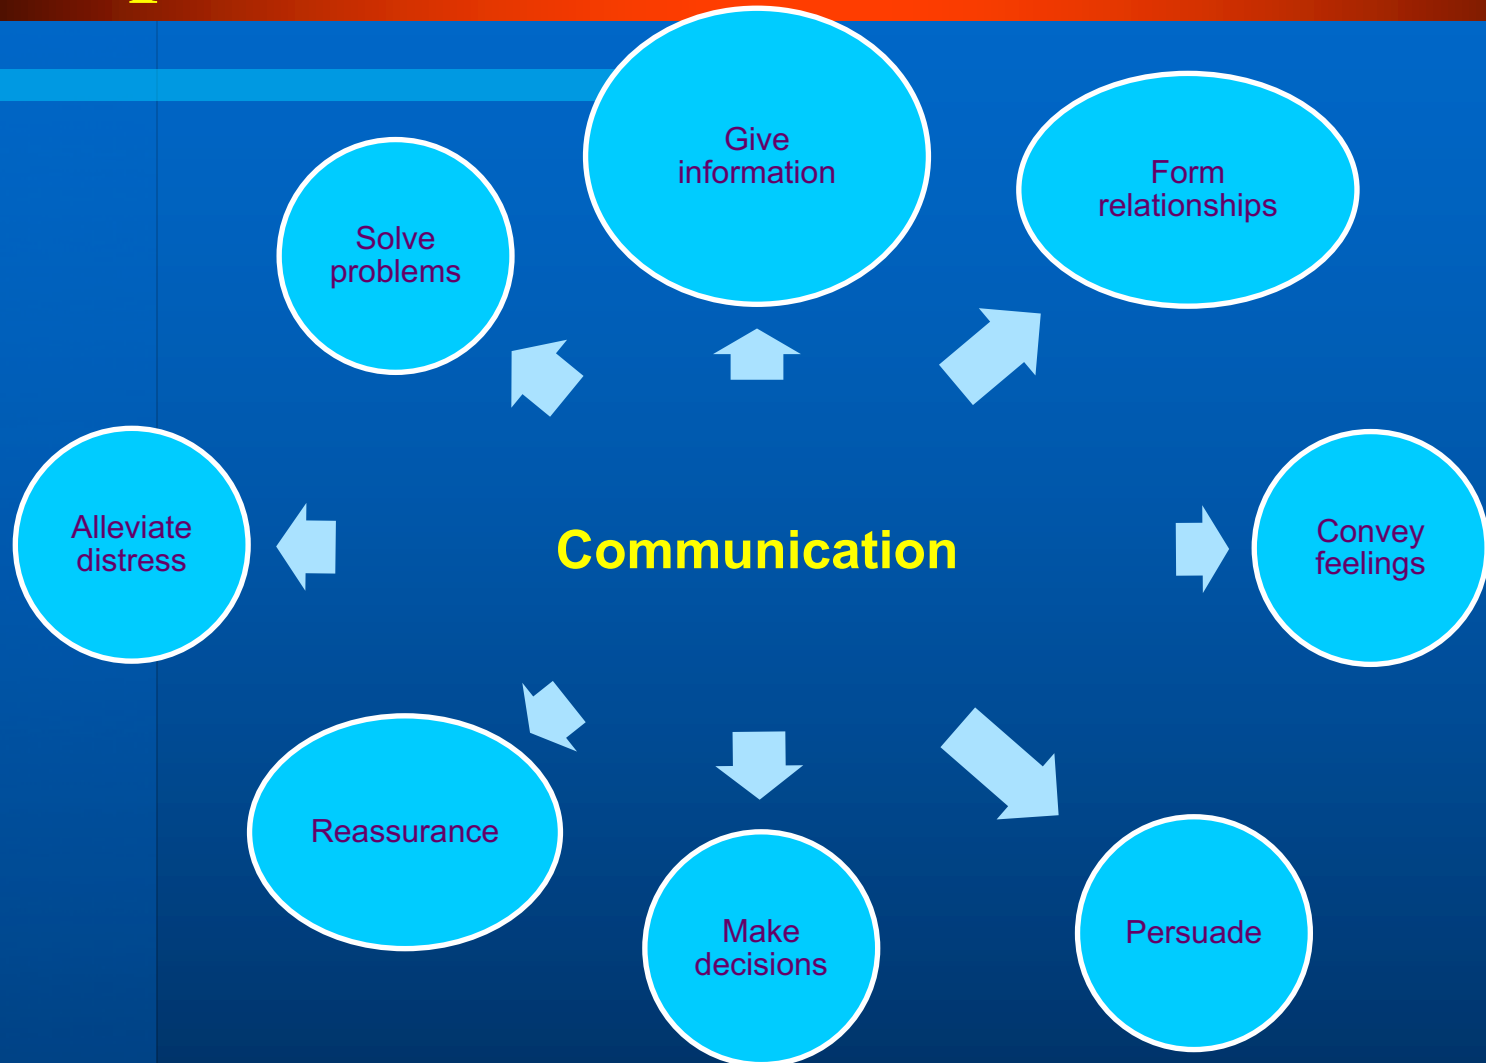 Give
information
Form
relationships
Solve
problems
Alleviate
distress
Communication
Convey
feelings
Reassurance
Make
decisions
Persuade